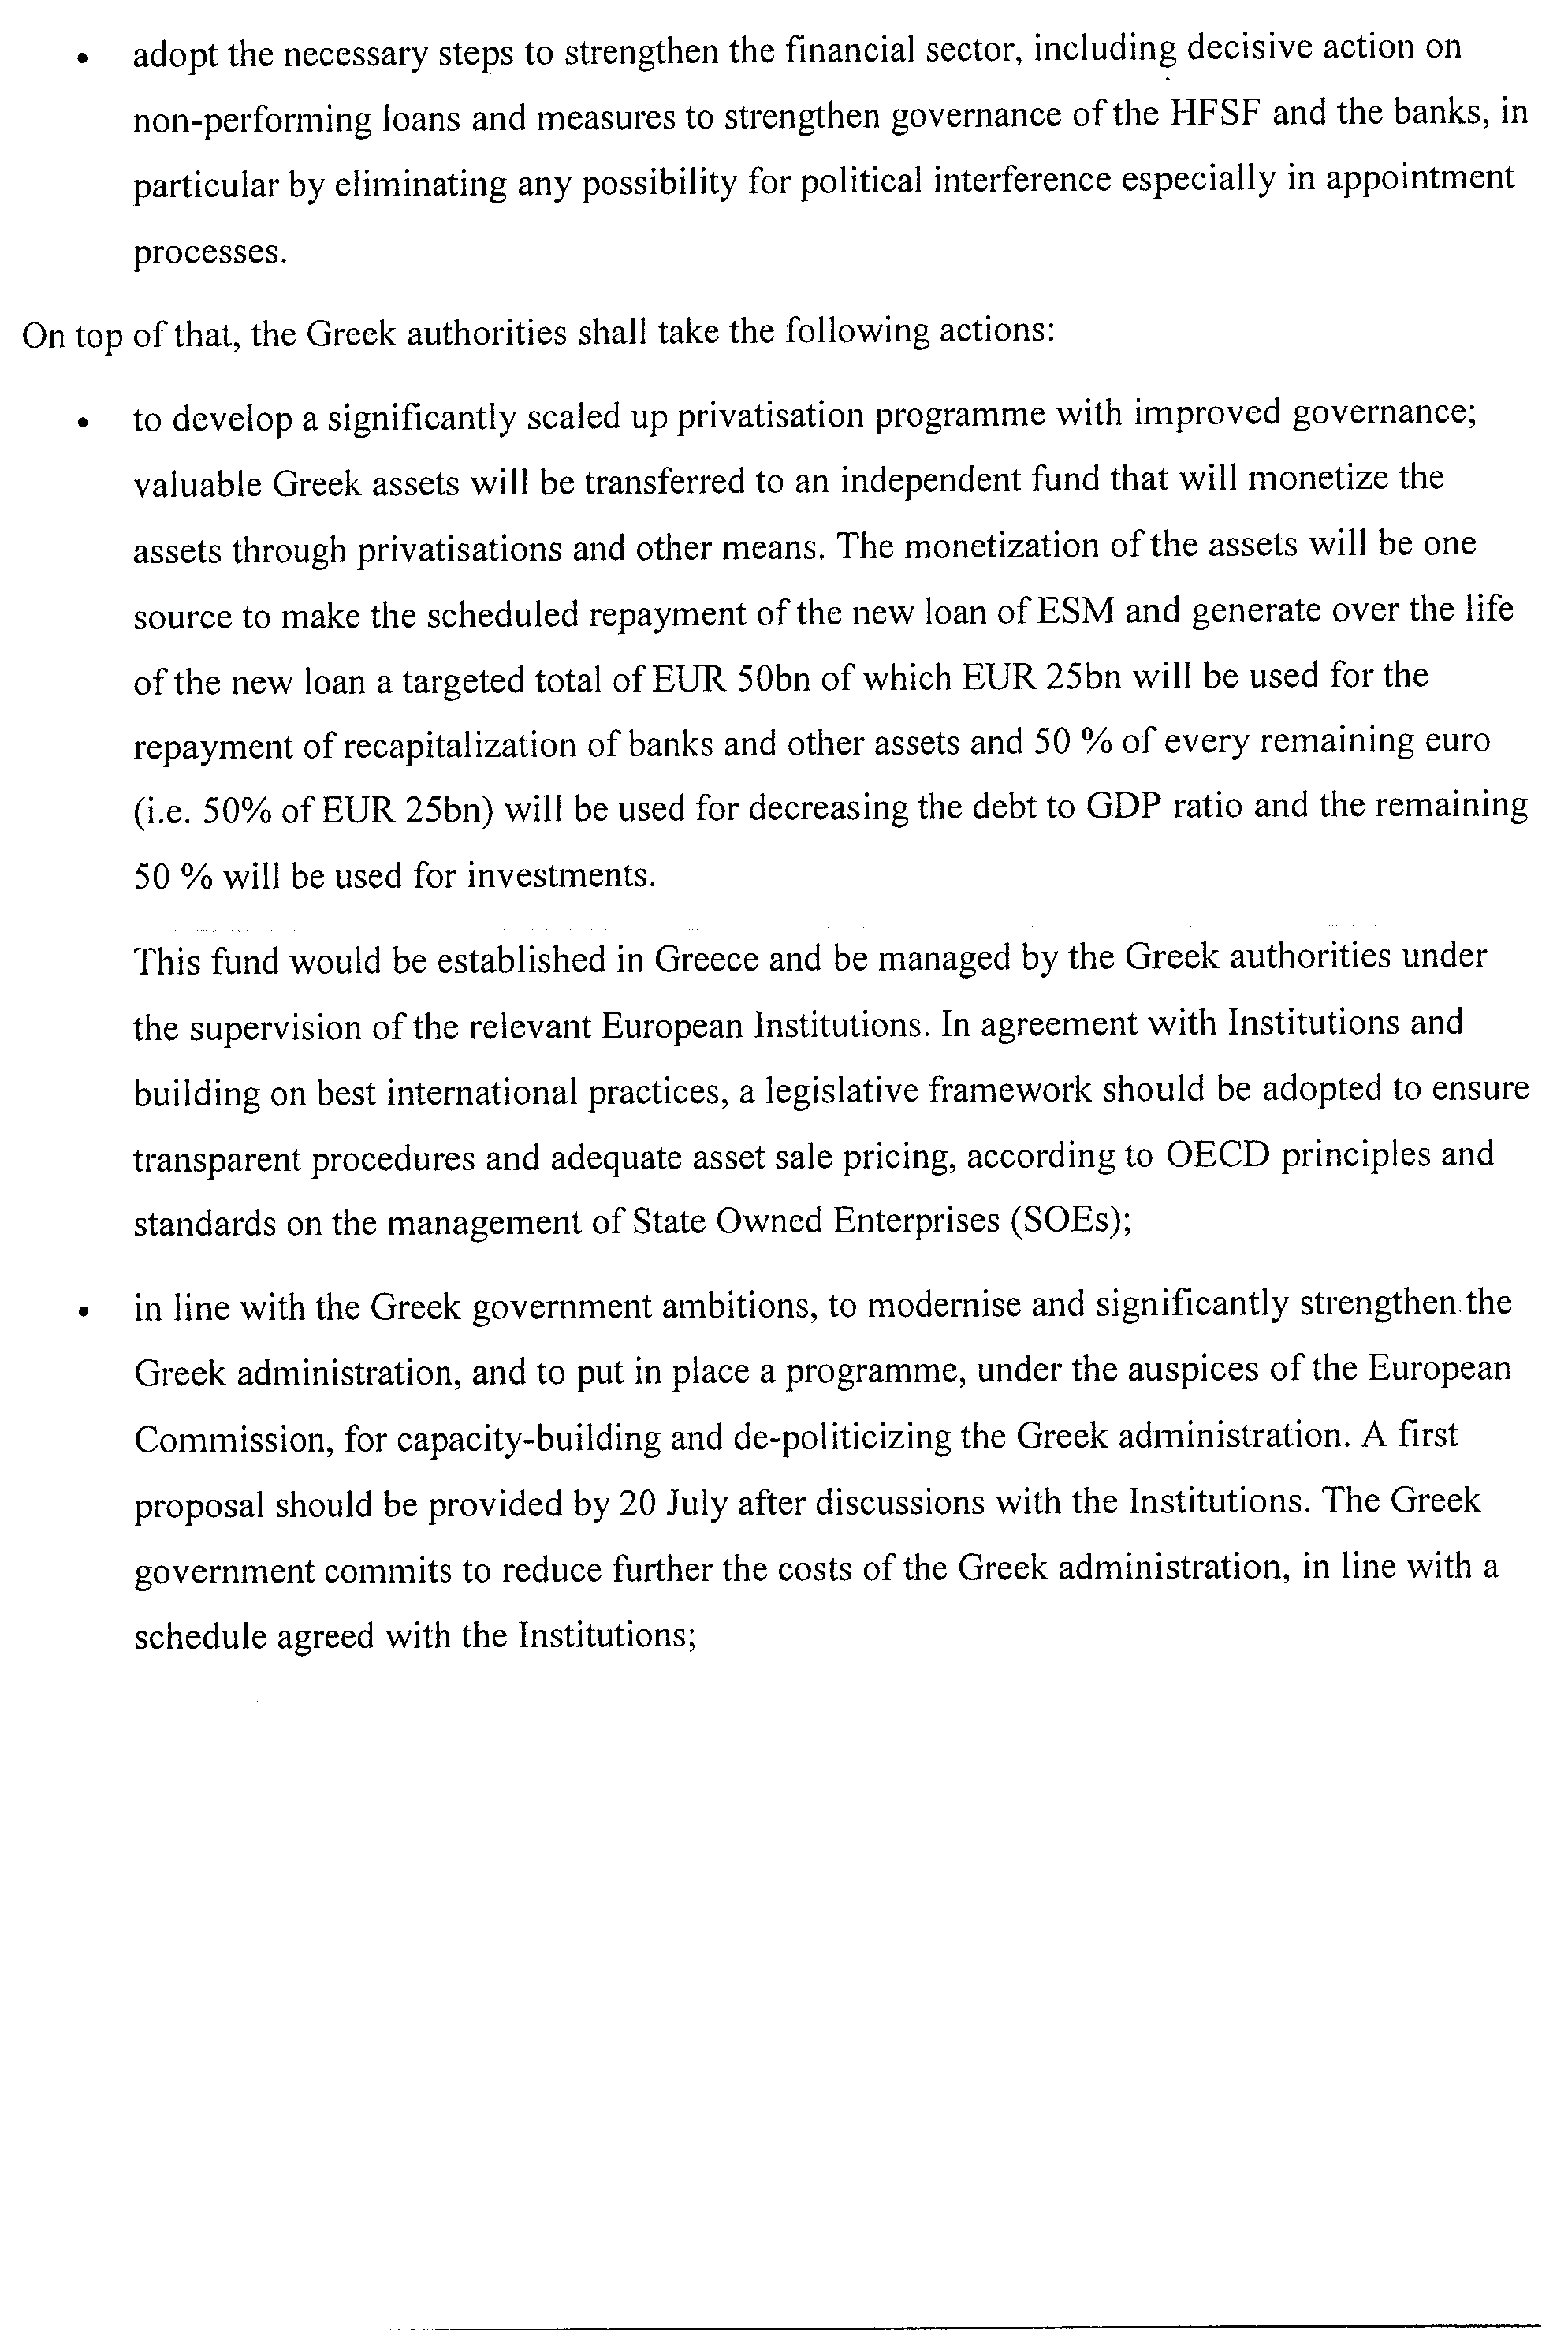 • adopt the necessary steps to strengthen the financial sector, including decisive action on
non-performing loans and measures to strengthen governance of the HFSF and the banks, in
particular by eliminating any possibility for political interference especially in appointment
processes.
On top of that, the Greek authorities shall take the following actions:
• to develop a significantly scaled up privatisation programme with improved governance;
valuable Greek assets will be transferred to an independent fund that will monetize the
assets through privatisations and other means. The monetization of the assets will be one
source to make the scheduled repayment of the new loan of ESM and generate over the life
of the new loan a targeted total of EUR 50bn of which EUR 25bn will be used for the
repayment of recapitalization of banks and other assets and 50 % of every remaining euro
(i.e. 50% of EUR 25bn) will be used for decreasing the debt to GDP ratio and the remaining
50 % will be used for investments.
This fund would be established in Greece and be managed by the Greek authorities under
the supervision of the relevant European Institutions. In agreement with Institutions and
building on best international practices, a legislative framework should be adopted to ensure
transparent procedures and adequate asset sale pricing, according to OECD principles and
standards on the management of State Owned Enterprises (SOEs);
• in line with the Greek government ambitions, to modernise and significantly strengthen the
Greek administration, and to put in place a programme, under the auspices of the European
Commission, for capacity-building and de-politicizing the Greek administration. A first
proposal should be provided by 20 July after discussions with the Institutions. The Greek
government commits to reduce further the costs of the Greek administration, in line with a
schedule agreed with the Institutions;